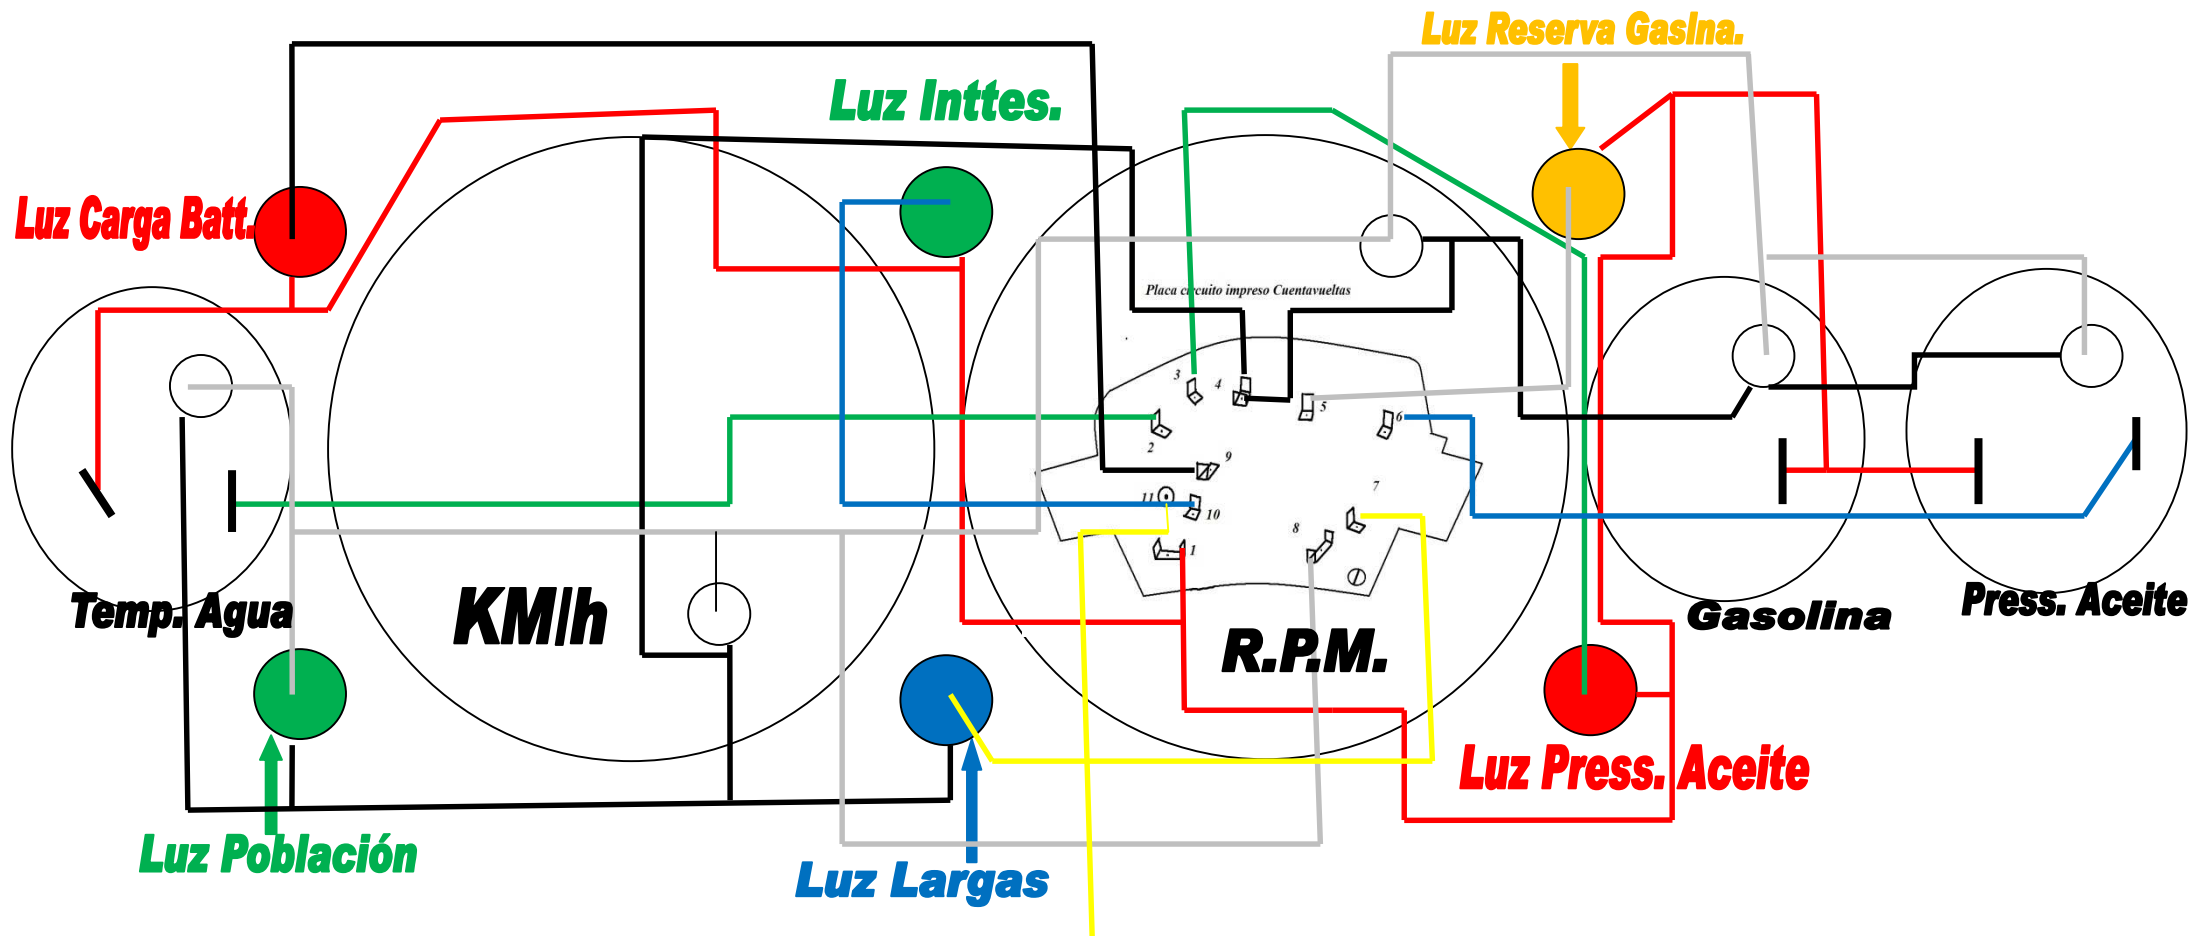 Luz Reserva Gaslna.
Luz Inttes.
Luz Carga Batt.
Placa circuito impreso Cuentavueltas
3
4
5
6
2
9
7
11
10
8
1
Temp. Agua
KM/h
R.P.M.
Gasolina
Press. Aceite
Luz Press. Aceite
Luz Población
Luz Largas